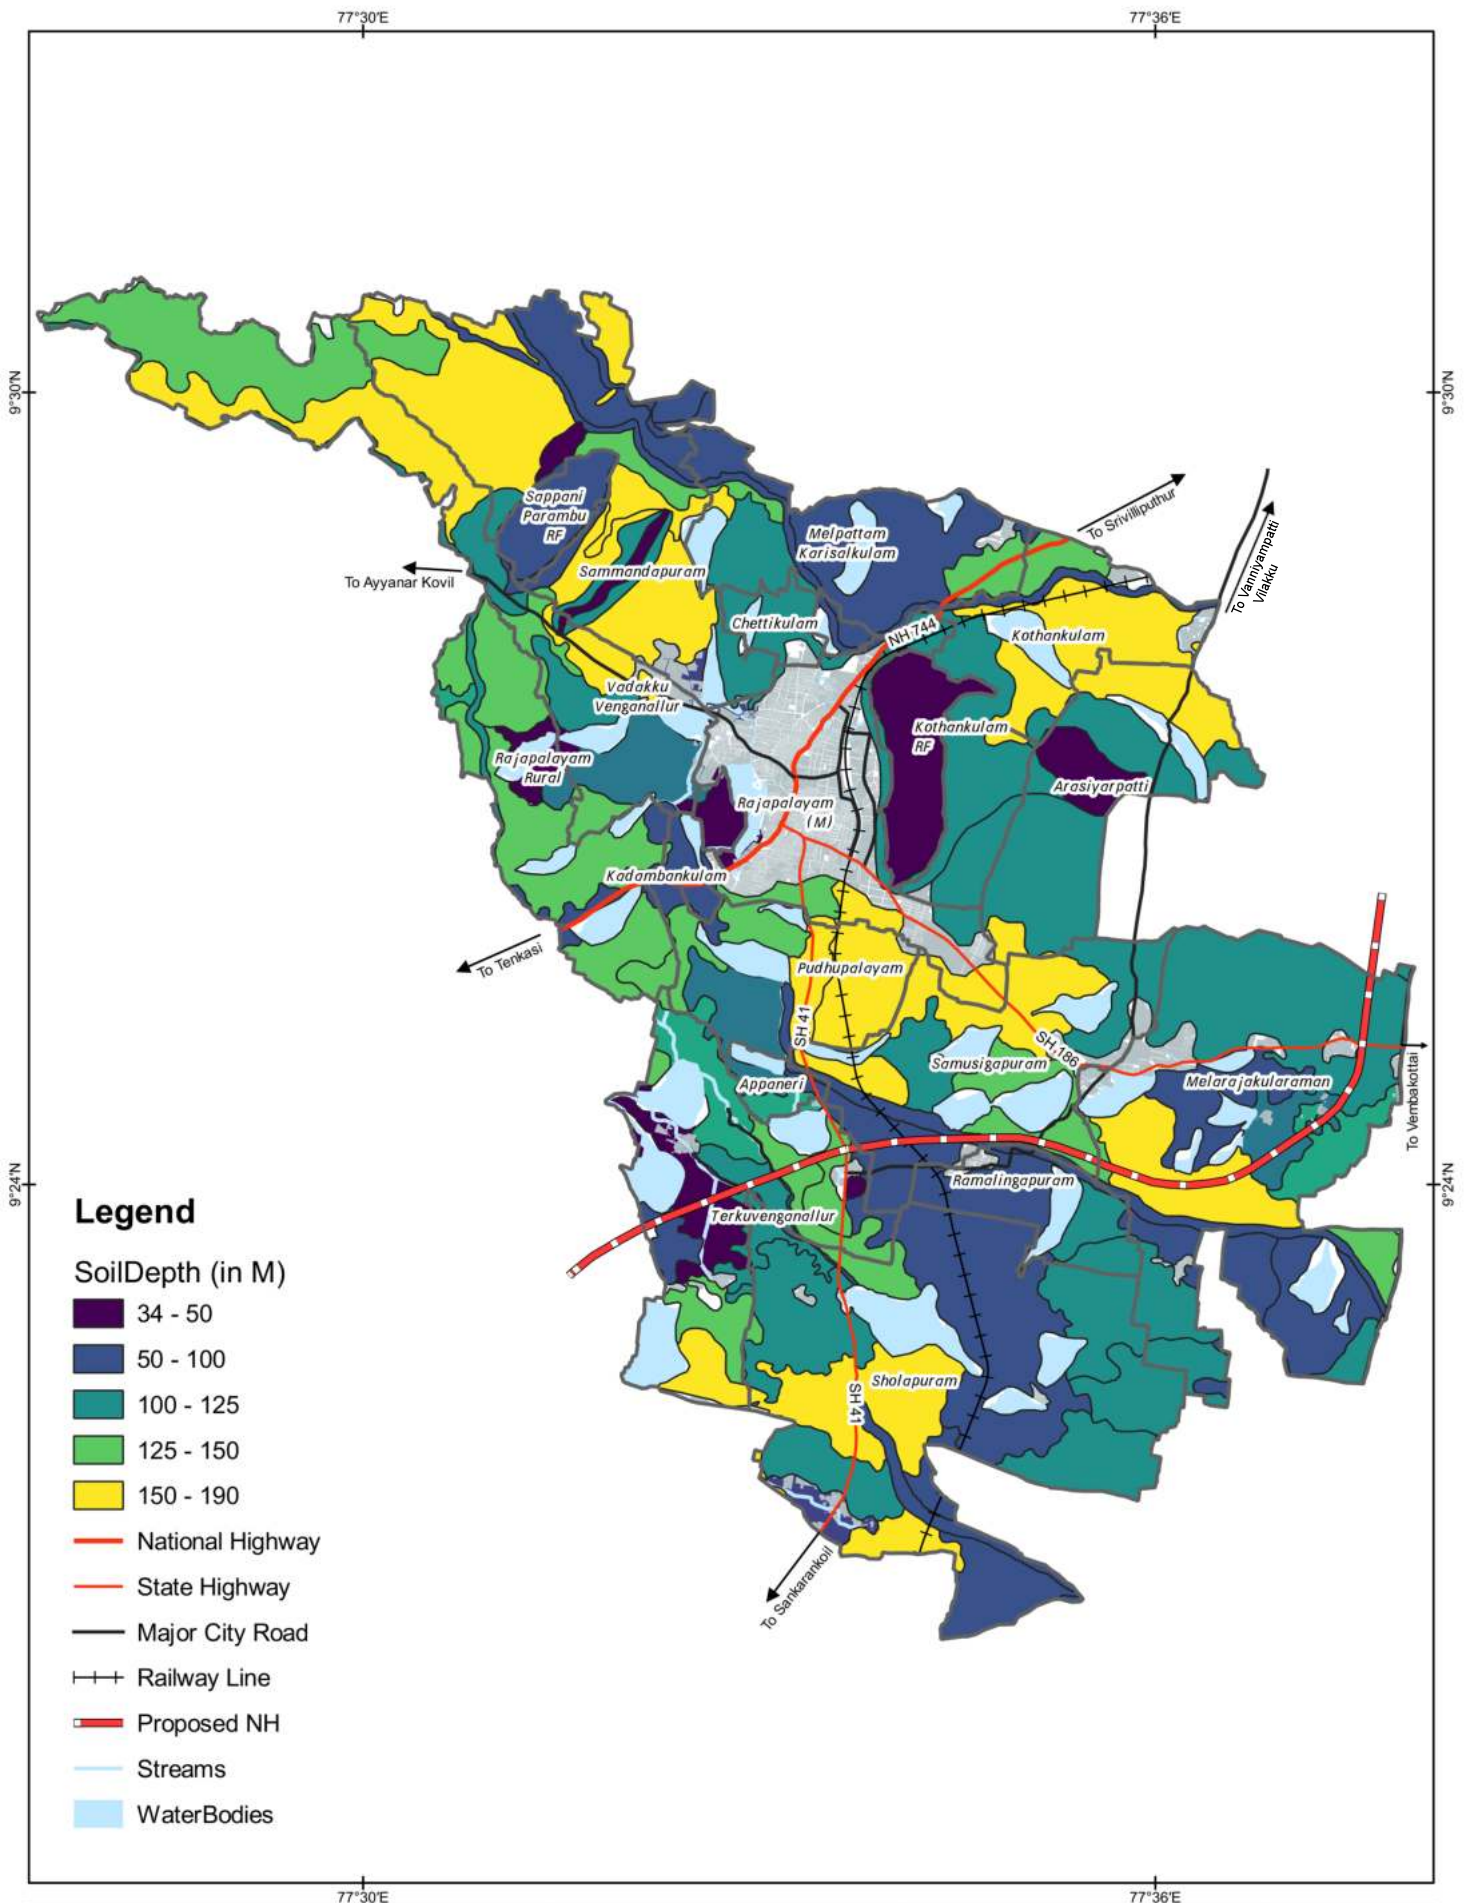 77°30'E
77°36'E
9°30'N
9°30'N
To Srivilliputhur
To Vanniyampatti
Vilakku
Sappani
Parambu
RF
Melpattam
Karisalkulam
To Ayyanar Kovil
Sammandapuram
Chettikulam
NH 744
Kothankulam
Vadakku
Venganallur
Kothankulam
RF
Rajapalayam
Rural
Arasiyarpatti
Rajapalayam
(M)
Kadambankulam
To Tenkasi
Pudhupalayam
SH 41
SH 186
Samusigapuram
Appaneri
Melarajakularaman
To Vembakottai
Ramalingapuram
9°24'N
9°24'N
Terkuvenganallur
Sholapuram
SH 41
To Sankarankoil
Legend
SoilDepth (in M)
34 - 50
50 - 100
100 - 125
125 - 150
150 - 190
National Highway
State Highway
Major City Road
Railway Line
Proposed NH
Streams
WaterBodies
77°30'E
77°36'E